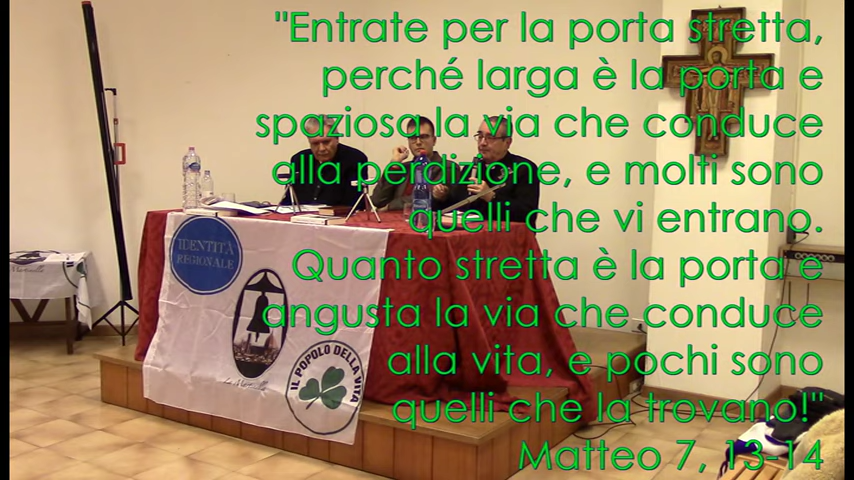 "Entrate per la porta stretta,
perché larga è la porta e
spaziosa la via che conduce
alla perdizione, e molti sono
quelli che vi entrano.
Quanto stretta è la porta e
angusta la via che conduce
alla vita, e pochi sono
quelli che la trovano!"
Matteo 7, 13-14
IDENTITÀ
REGIONALE
IL POPOLO DELLA VITA